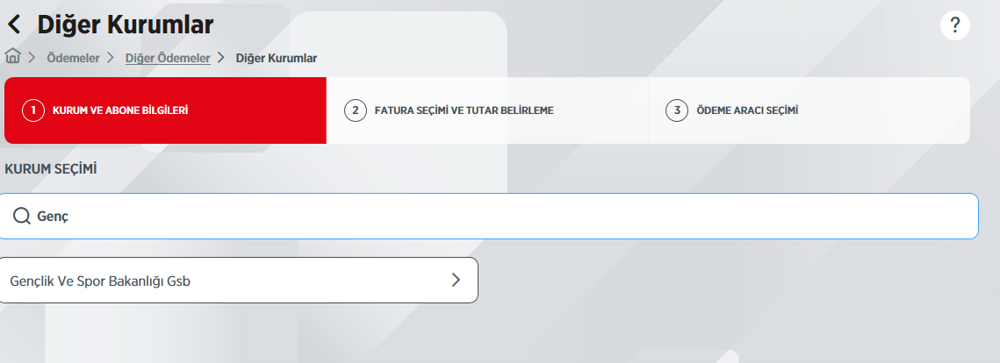 Diğer Kurumlar
?
Ödemeler > Diğer Ödemeler > Diğer Kurumlar
1 KURUM VE ABONE BİLGİLERİ 2 FATURA SEÇİMİ VE TUTAR BELİRLEME 3 ÖDEME ARACI SEÇİMİ
KURUM SEÇİMİ
Genç
Gençlik Ve Spor Bakanlığı Gsb